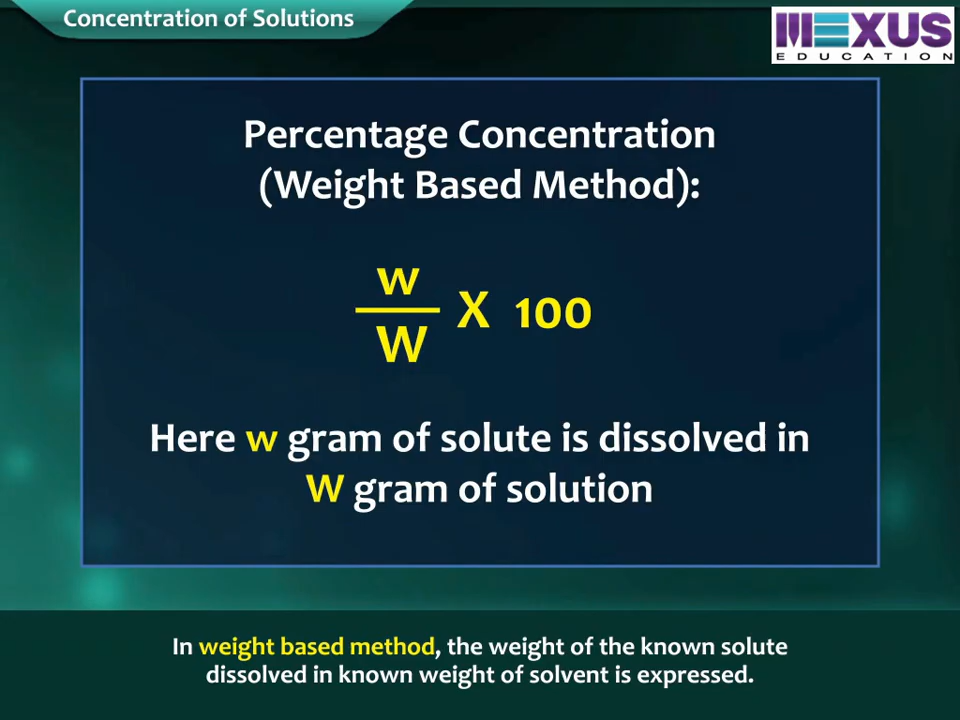 Concentration of Solutions
MEXUS
EDUCATION
Percentage Concentration
(Weight Based Method):
w
W
X 100
Here w gram of solute is dissolved in
W gram of solution
In weight based method, the weight of the known solute
dissolved in known weight of solvent is expressed.